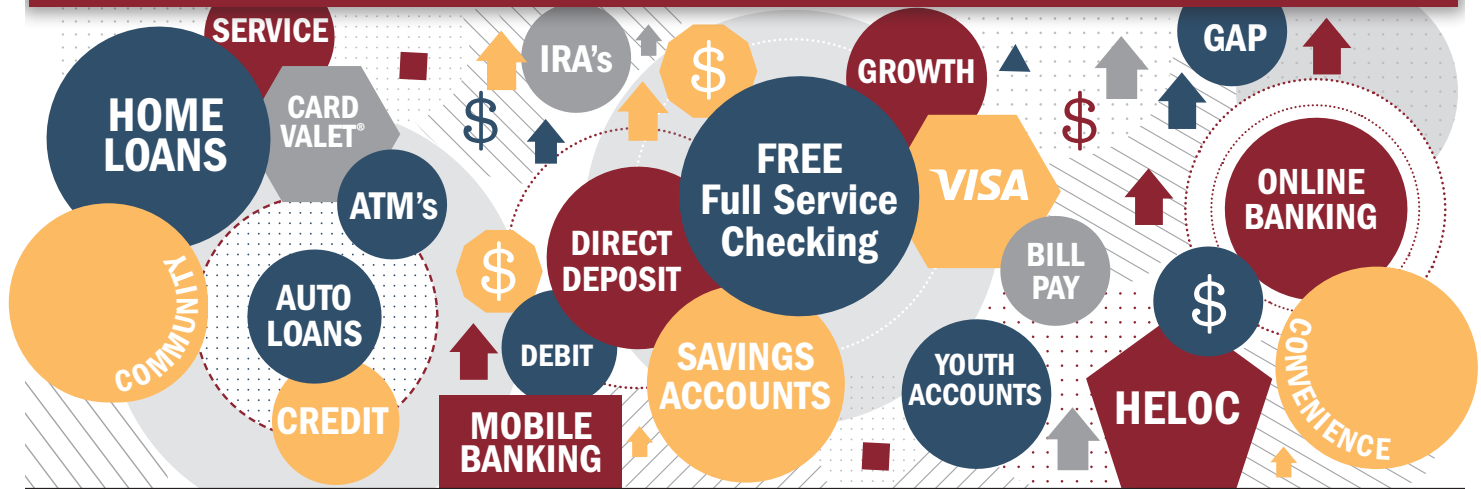 SERVICE
HOME
LOANS
CARD
VALET®
ATM's
COMMUNITY
AUTO
LOANS
CREDIT
$
IRA's
$
$
DIRECT
DEPOSIT
DEBIT
MOBILE
BANKING
FREE
Full Service
Checking
SAVINGS
ACCOUNTS
GROWTH
VISA
$
BILL
PAY
YOUTH
ACCOUNTS
GAP
ONLINE
BANKING
$
HELOC
CONVENIENCE